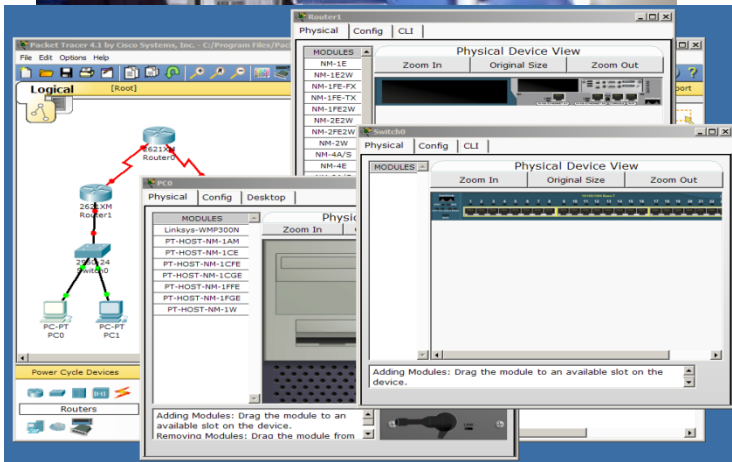 Router1
Physical Config CLI
MODULES
NM-1E
NM-1E2W
NM-1FE-FX
NM-1FE-TX
NM-1FE2W
NM-2E2W
NM-2FE2W
NM-2W
NM-4A/S
NM-4E
Physical Device View
Zoom In Original Size Zoom Out
Packet Tracer 4.1 by Cisco Systems, Inc. - C:/Program Files/Pac
File Edit Options Help
Logical [Root]
port
2621XM
Router0
2621XM
Router1
2950-24
Switch0
PC-PT
PC0
PC-PT
PC1
Power Cycle Devices
Routers
Switch0
Physical Config CLI
MODULES
Physical Device View
Zoom In Original Size Zoom Out
Adding Modules: Drag the module to an available slot on the
device.
PC0
Physical Config Desktop
MODULES
Linksys-WMP300N
PT-HOST-NM-1AM
PT-HOST-NM-1CE
PT-HOST-NM-1CFE
PT-HOST-NM-1CGE
PT-HOST-NM-1FFE
PT-HOST-NM-1FGE
PT-HOST-NM-1W
Physic
Zoom In
Adding Modules: Drag the module to an
available slot on the device.
Removing Modules: Drag the module from